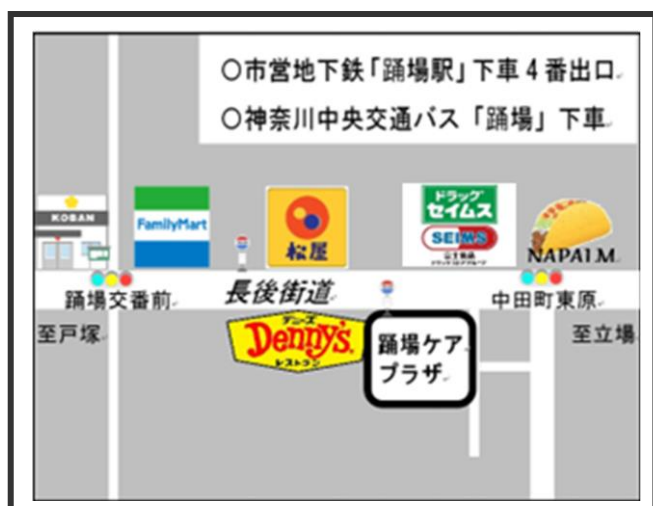 ○市営地下鉄「踊場駅」下車4番出口
○神奈川中央交通バス「踊場」下車
KOBAN
FamilyMart
松屋
ドラッグ
セイムス
SEIMS
NAPALM
踊場交番前
長後街道
中田町東原
至戸塚
デニーズ
Denny's
レストラン
踊場ケア
プラザ
至立場